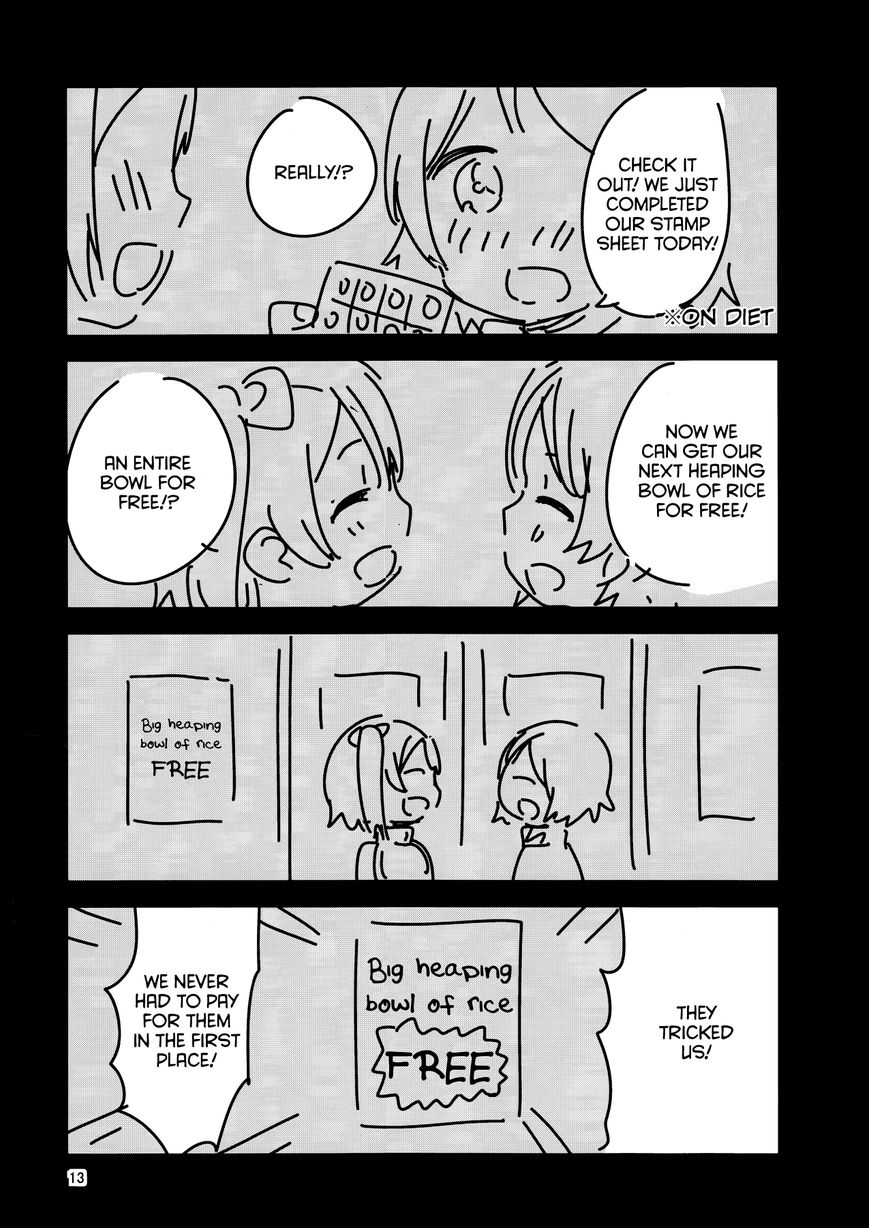 CHECK IT
OUT! WE JUST
COMPLETED
OUR STAMP
SHEET TODAY!
REALLY!?
※ON DIET
NOW WE
CAN GET OUR
NEXT HEAPING
BOWL OF RICE
FOR FREE!
AN ENTIRE
BOWL FOR
FREE!?
Big heaping
bowl of rice
FREE
THEY
TRICKED
US!
Big heaping
bowl of rice
FREE
WE NEVER
HAD TO PAY
FOR THEM
IN THE FIRST
PLACE!
13